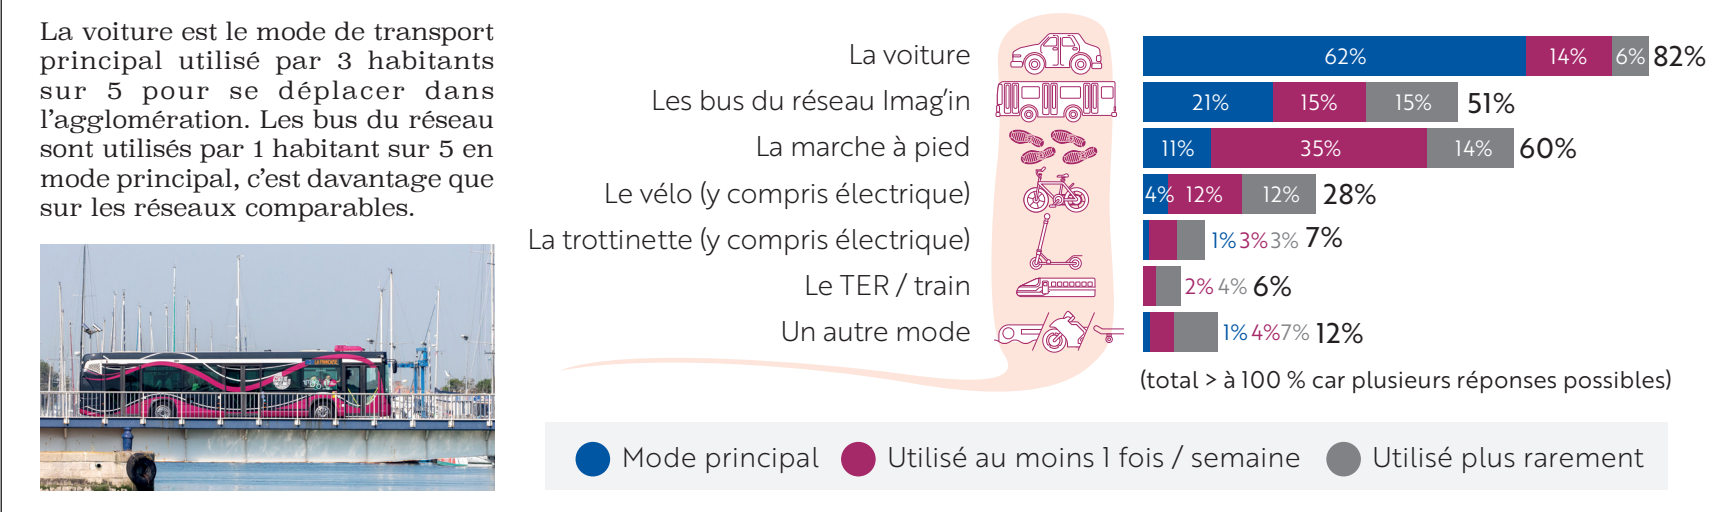 La voiture est le mode de transport
principal utilisé par 3 habitants
sur 5 pour se déplacer dans
l’agglomération. Les bus du réseau
sont utilisés par 1 habitant sur 5 en
mode principal, c’est davantage que
sur les réseaux comparables.
La voiture 62% 14% 6% 82%
Les bus du réseau Imag’in 21% 15% 15% 51%
La marche à pied 11% 35% 14% 60%
Le vélo (y compris électrique) 4% 12% 12% 28%
La trottinette (y compris électrique) 1% 3% 3% 7%
Le TER / train 2% 4% 6%
Un autre mode 1% 4% 7% 12%
(total > à 100 % car plusieurs réponses possibles)
Mode principal Utilisé au moins 1 fois / semaine Utilisé plus rarement